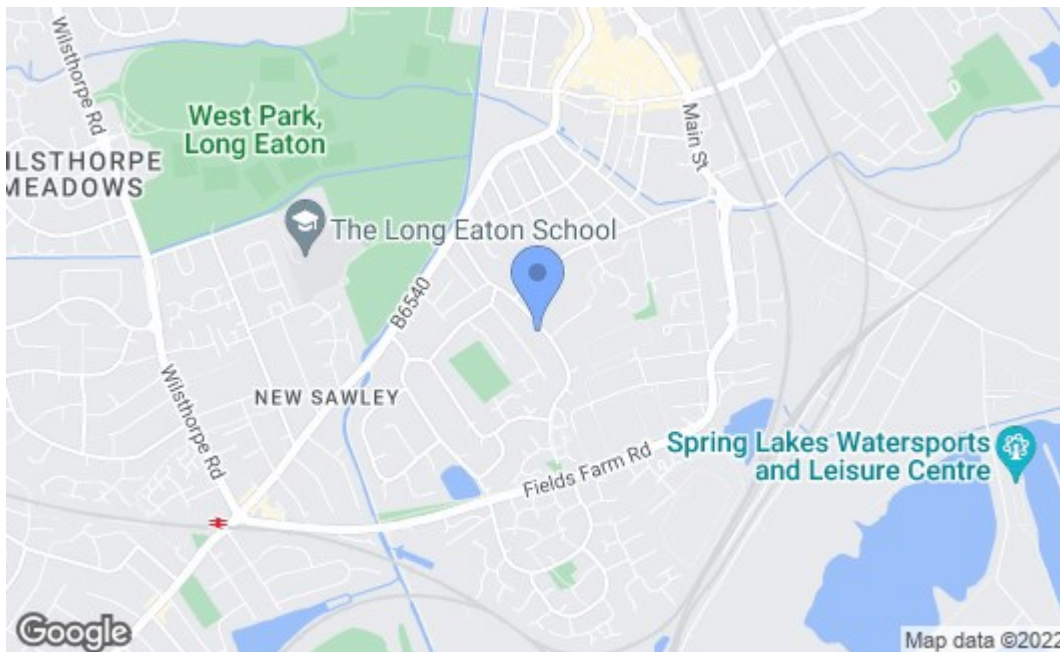 Wilsthorpe Rd
West Park,
Long Eaton
ILSTHORPE
MEADOWS
Main St
The Long Eaton School
B6540
NEW SAWLEY
Wilsthorpe Rd
Spring Lakes Watersports
and Leisure Centre
Fields Farm Rd
Google
Map data ©2022